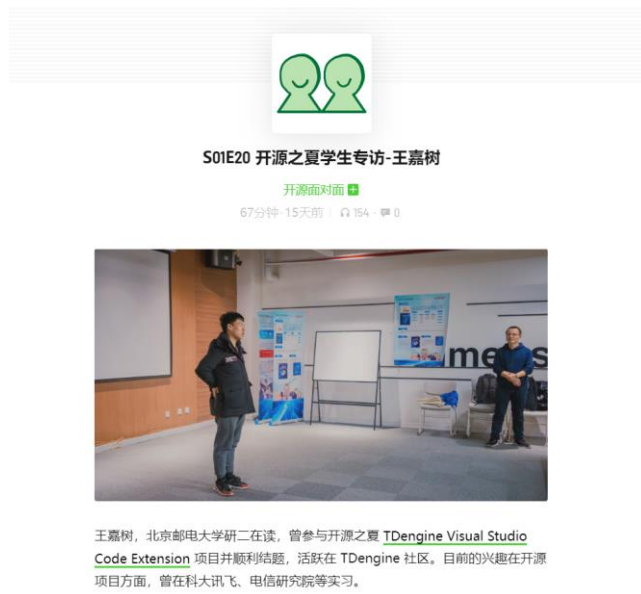 S01E20 开源之夏学生专访-王嘉树
开源面对面
67分钟·15天前 154 · 0
me s
王嘉树，北京邮电大学研二在读，曾参与开源之夏 TDengine Visual Studio
Code Extension 项目并顺利结题，活跃在 TDengine 社区。目前的兴趣在开源
项目方面，曾在科大讯飞、电信研究院等实习。